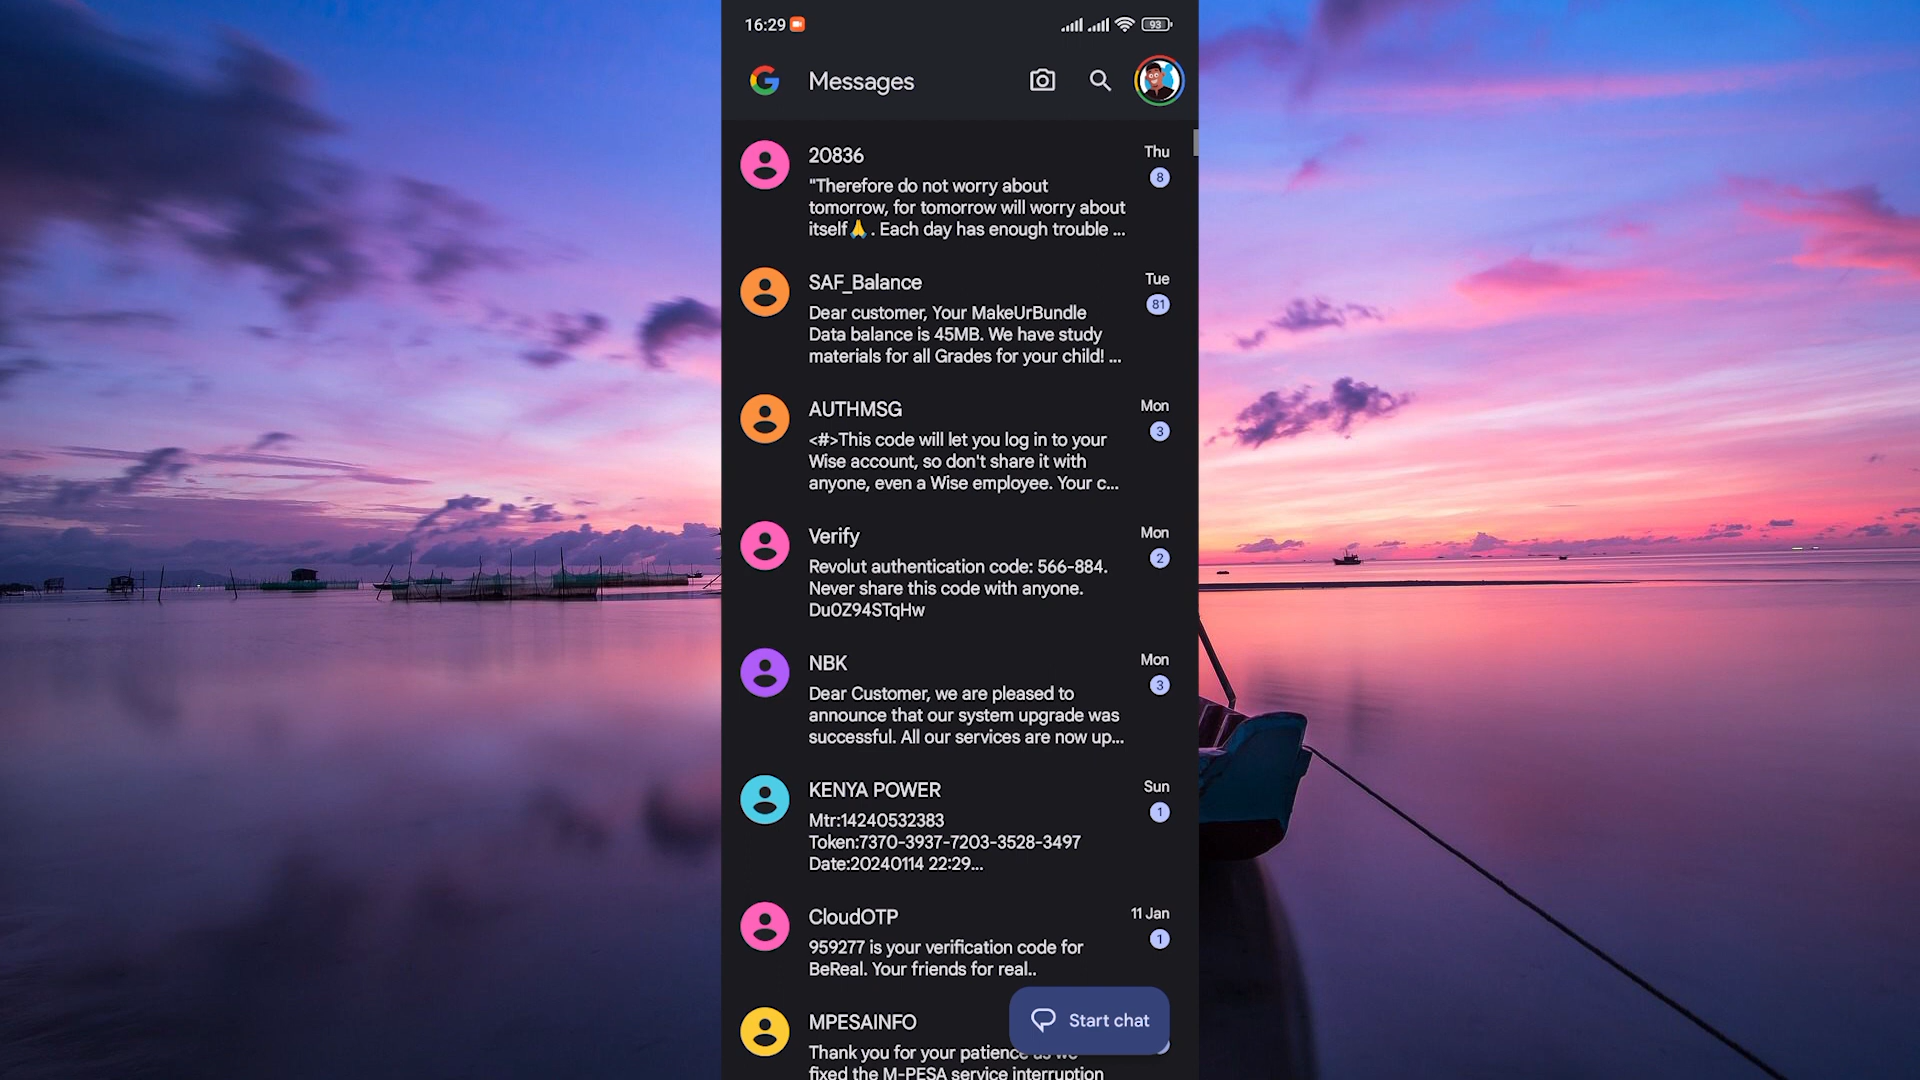 16:29
93
Messages
20836
Thu
"Therefore do not worry about
8
tomorrow, for tomorrow will worry about
itself🙏. Each day has enough trouble ...
SAF_Balance
Tue
Dear customer, Your MakeUrBundle
81
Data balance is 45MB. We have study
materials for all Grades for your child! ...
AUTHMSG
Mon
<#>This code will let you log in to your
3
Wise account, so don't share it with
anyone, even a Wise employee. Your c...
Verify
Mon
Revolut authentication code: 566-884.
2
Never share this code with anyone.
Du0Z94STqHw
NBK
Mon
Dear Customer, we are pleased to
3
announce that our system upgrade was
successful. All our services are now up...
KENYA POWER
Sun
Mtr:14240532383
1
Token:7370-3937-7203-3528-3497
Date:20240114 22:29...
CloudOTP
11 Jan
959277 is your verification code for
1
BeReal. Your friends for real..
MPESAINFO
Start chat
Thank you for your patience as we
fixed the M-PESA service interruption